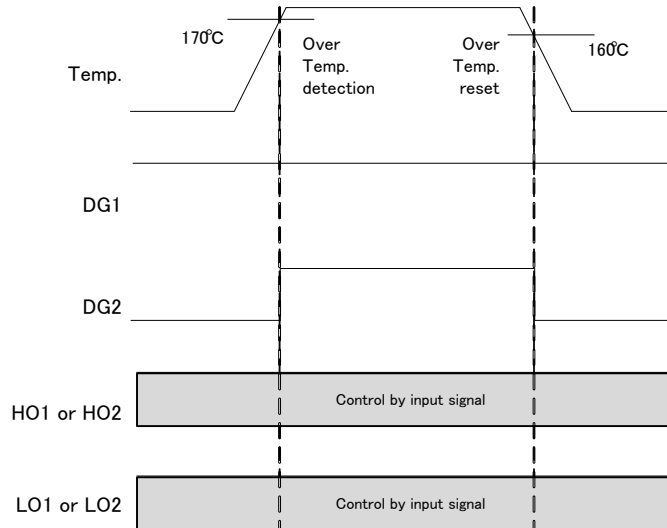 170℃
Over
Temp.
detection
Over
Temp.
reset
160℃
Temp.
DG1
DG2
HO1 or HO2
Control by input signal
LO1 or LO2
Control by input signal